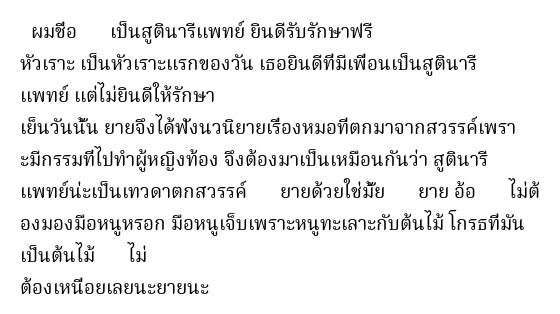 ผมชื่อ เป็นสูตินารีแพทย์ ยินดีรับรักษาฟรี
หัวเราะ เป็นหัวเราะแรกของวัน เธอยินดีที่มีเพื่อนเป็นสูตินารี
แพทย์ แต่ไม่ยินดีให้รักษา
เย็นวันนั้น ยายจึงได้ฟังนวนิยายเรื่องหมอที่ตกมาจากสวรรค์เพรา
ะมีกรรมที่ไปทำผู้หญิงท้อง จึงต้องมาเป็นเหมือนกันว่า สูตินารี
แพทย์น่ะเป็นเทวดาตกสวรรค์ ยายด้วยใช่มั้ย ยาย อ้อ ไม่ต้
องมองมือหนูหรอก มือหนูเจ็บเพราะหนูทะเลาะกับต้นไม้ โกรธที่มัน
เป็นต้นไม้ ไม่
ต้องเหนื่อยเลยนะยายนะ